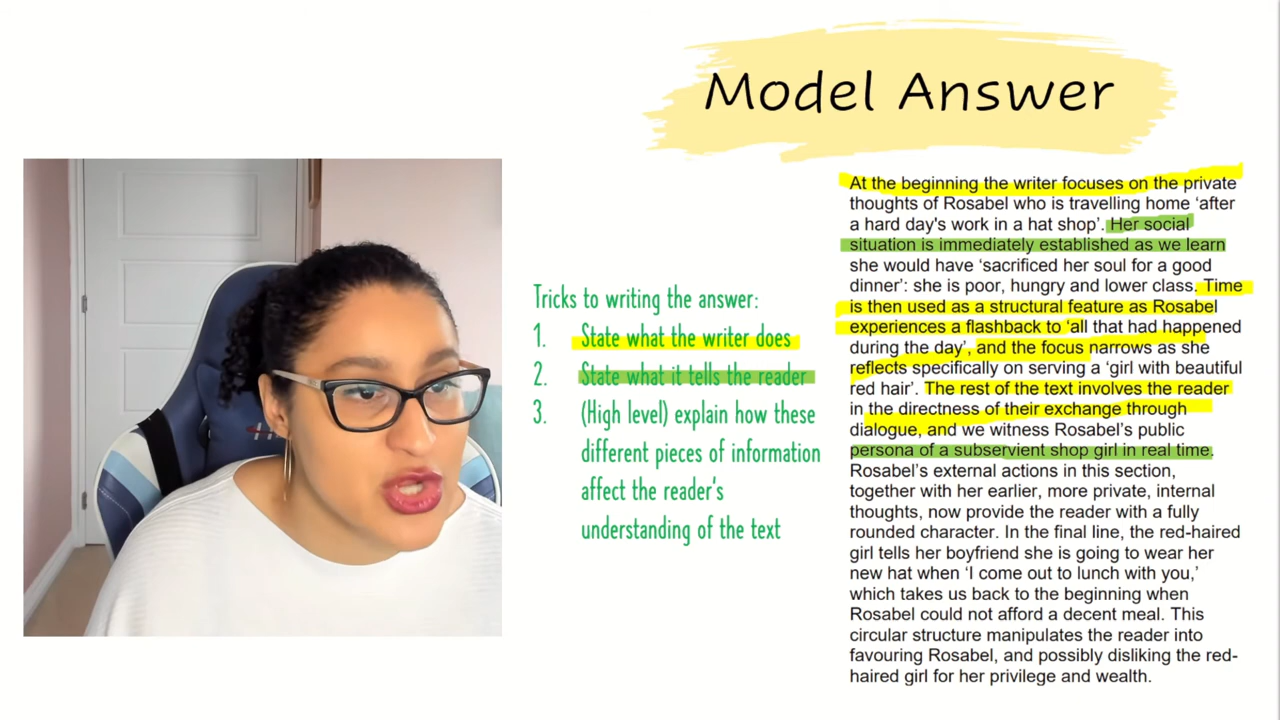 Model Answer
Tricks to writing the answer:
1. State what the writer does
2. State what it tells the reader
3. (High level) explain how these
different pieces of information
affect the reader's
understanding of the text
At the beginning the writer focuses on the private
thoughts of Rosabel who is travelling home ‘after
a hard day's work in a hat shop’. Her social
situation is immediately established as we learn
she would have ‘sacrificed her soul for a good
dinner’: she is poor, hungry and lower class. Time
is then used as a structural feature as Rosabel
experiences a flashback to ‘all that had happened
during the day’, and the focus narrows as she
reflects specifically on serving a ‘girl with beautiful
red hair’. The rest of the text involves the reader
in the directness of their exchange through
dialogue, and we witness Rosabel’s public
persona of a subservient shop girl in real time.
Rosabel’s external actions in this section,
together with her earlier, more private, internal
thoughts, now provide the reader with a fully
rounded character. In the final line, the red-haired
girl tells her boyfriend she is going to wear her
new hat when ‘I come out to lunch with you,’
which takes us back to the beginning when
Rosabel could not afford a decent meal. This
circular structure manipulates the reader into
favouring Rosabel, and possibly disliking the red-
haired girl for her privilege and wealth.